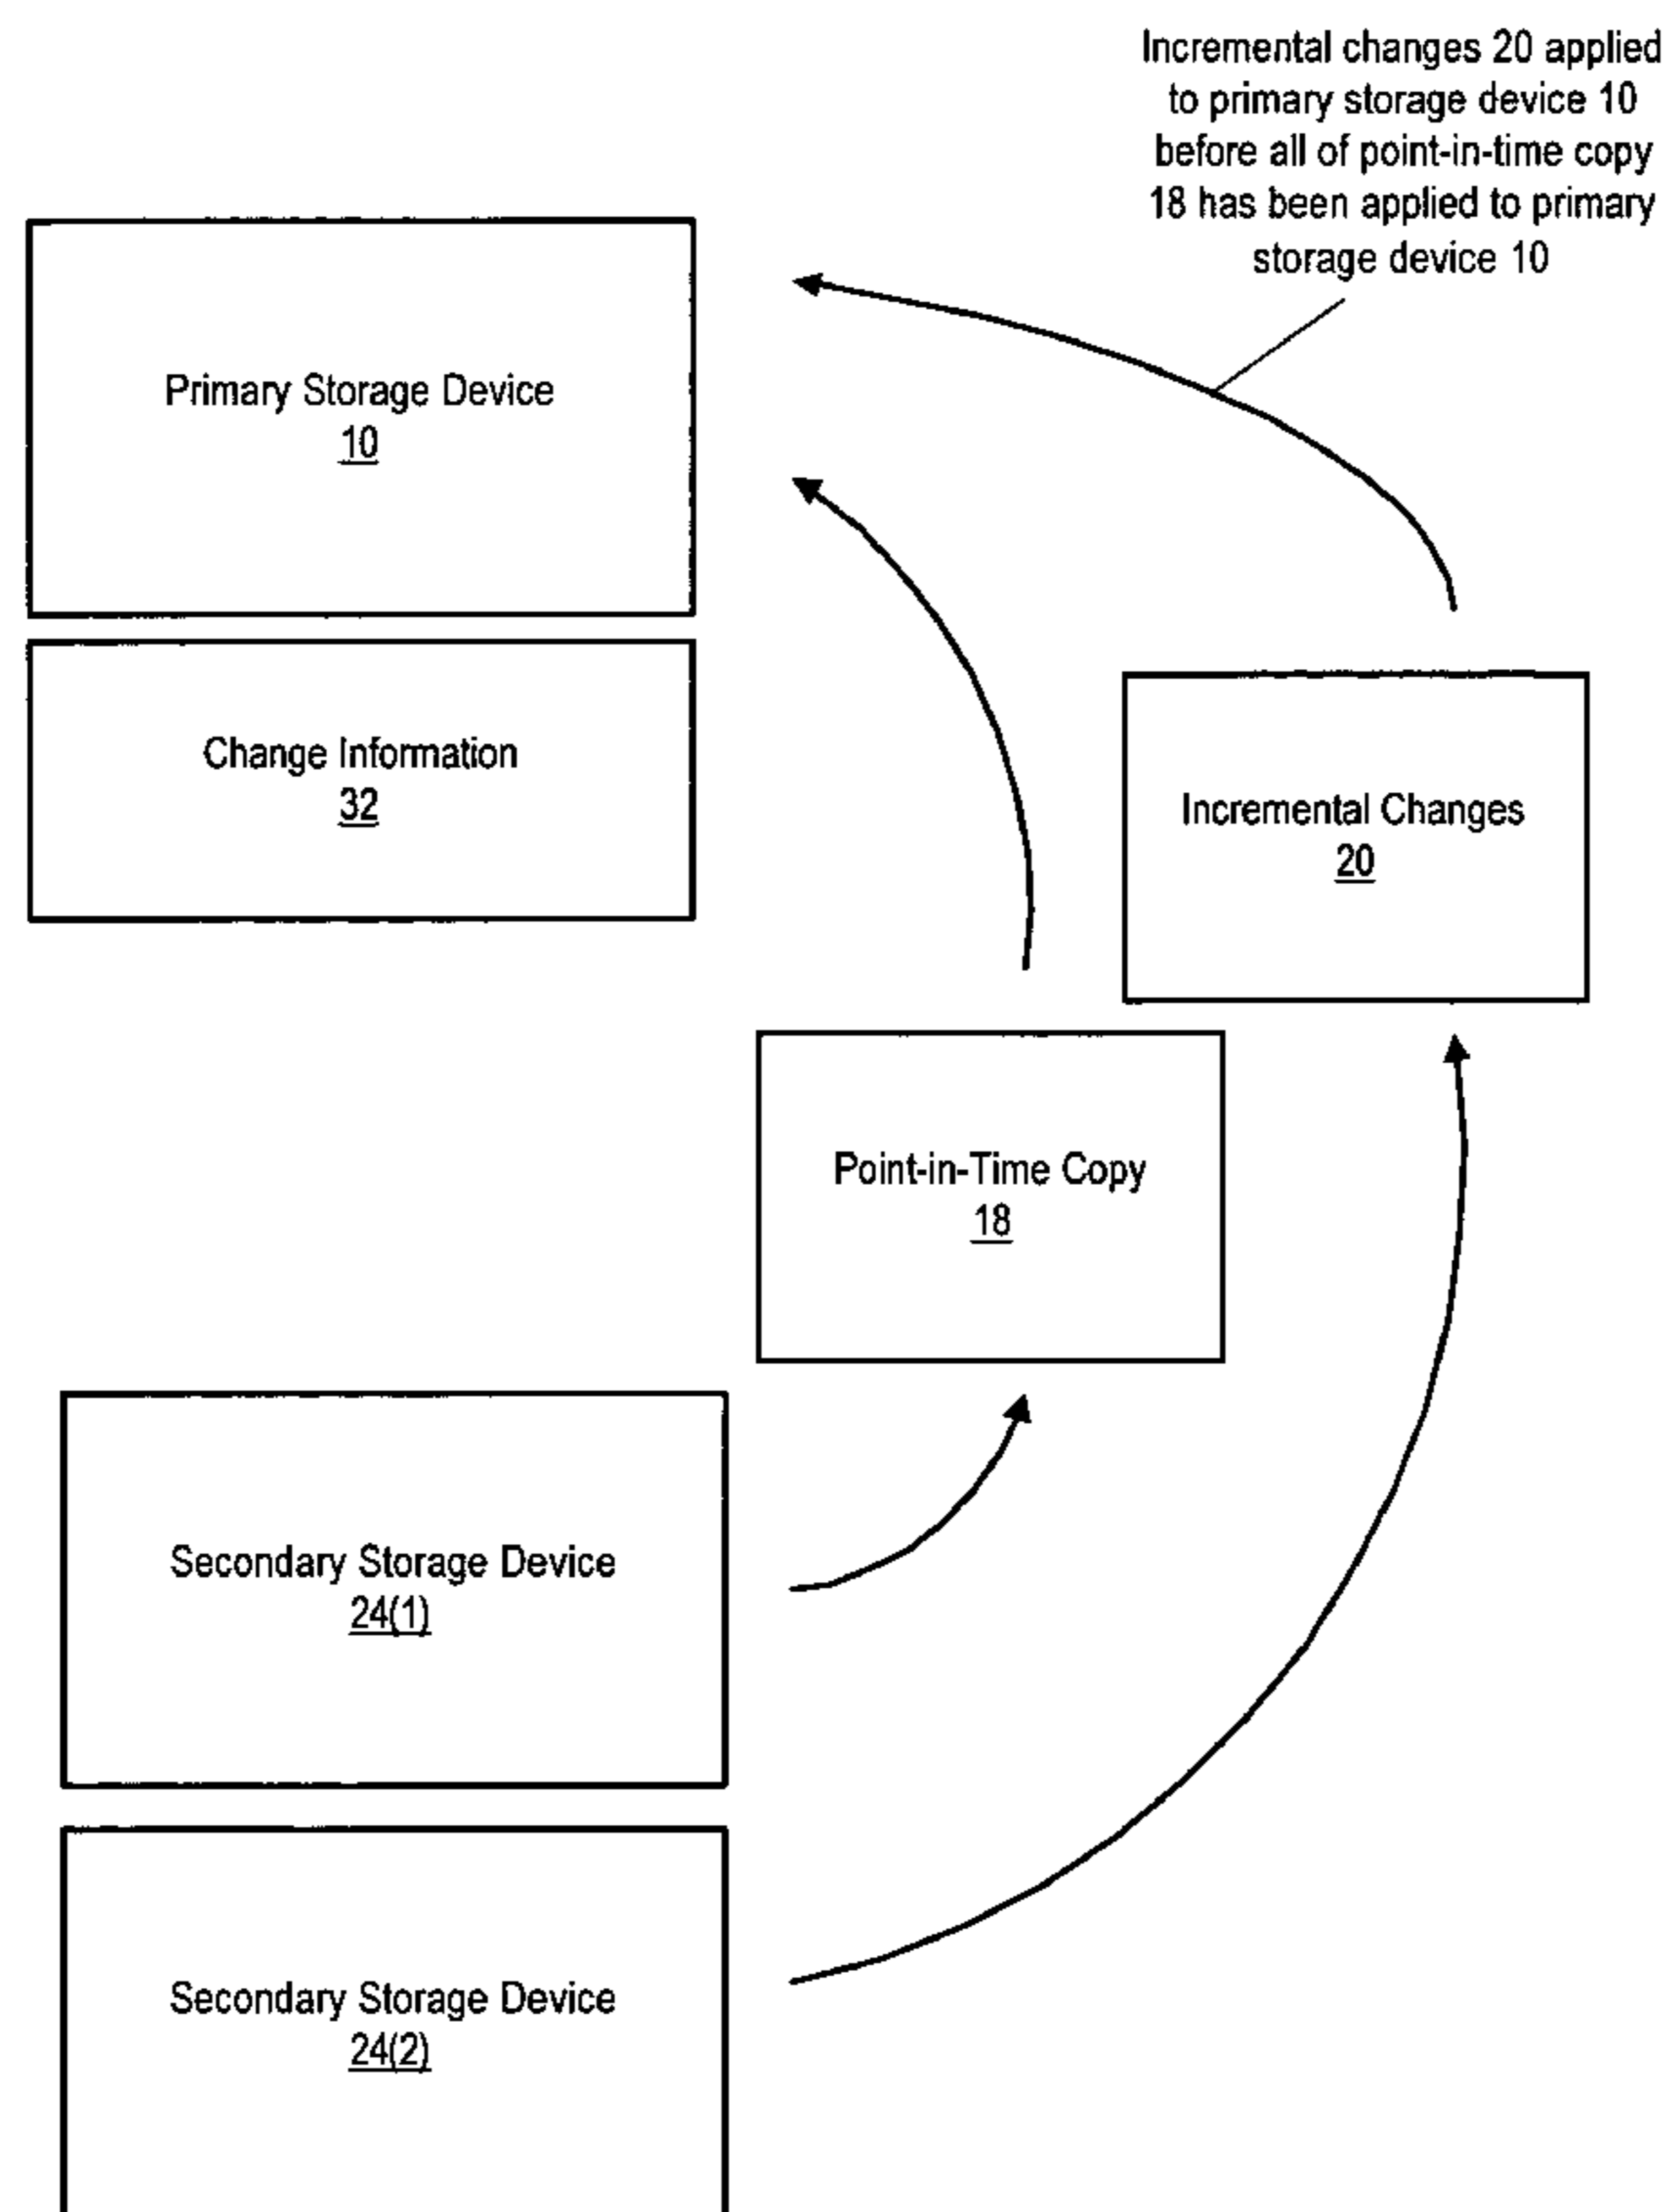 Incremental changes 20 applied
to primary storage device 10
before all of point-in-time copy
18 has been applied to primary
storage device 10
Primary Storage Device
10
Change Information
32
Incremental Changes
20
Point-in-Time Copy
18
Secondary Storage Device
24(1)
Secondary Storage Device
24(2)